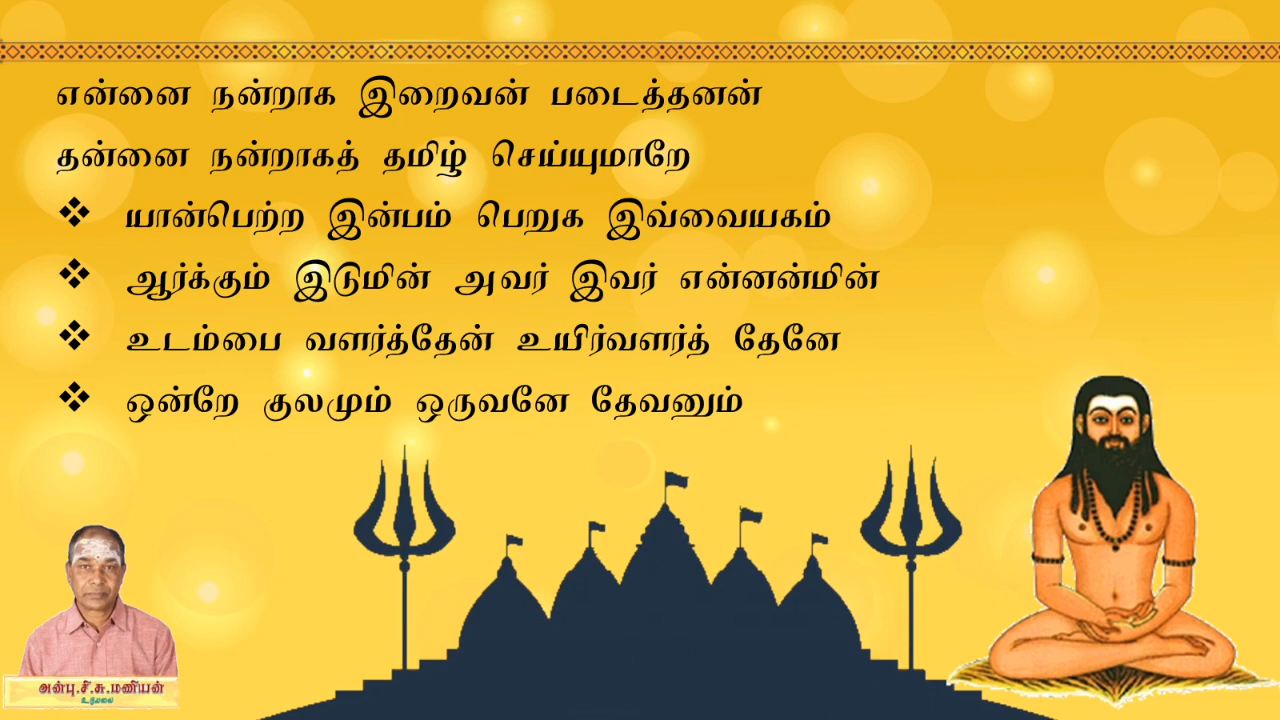 என்னை நன்றாக இறைவன் படைத்தனன்
தன்னை நன்றாகத் தமிழ் செய்யுமாறே
❖ யான்பெற்ற இன்பம் பெறுக இவ்வையகம்
❖ ஆர்க்கும் இடுமின் அவர் இவர் என்னன்மின்
❖ உடம்பை வளர்த்தேன் உயிர்வளர்த் தேனே
❖ ஒன்றே குலமும் ஒருவனே தேவனும்
அன்பு.சீ.சு.மணியன்